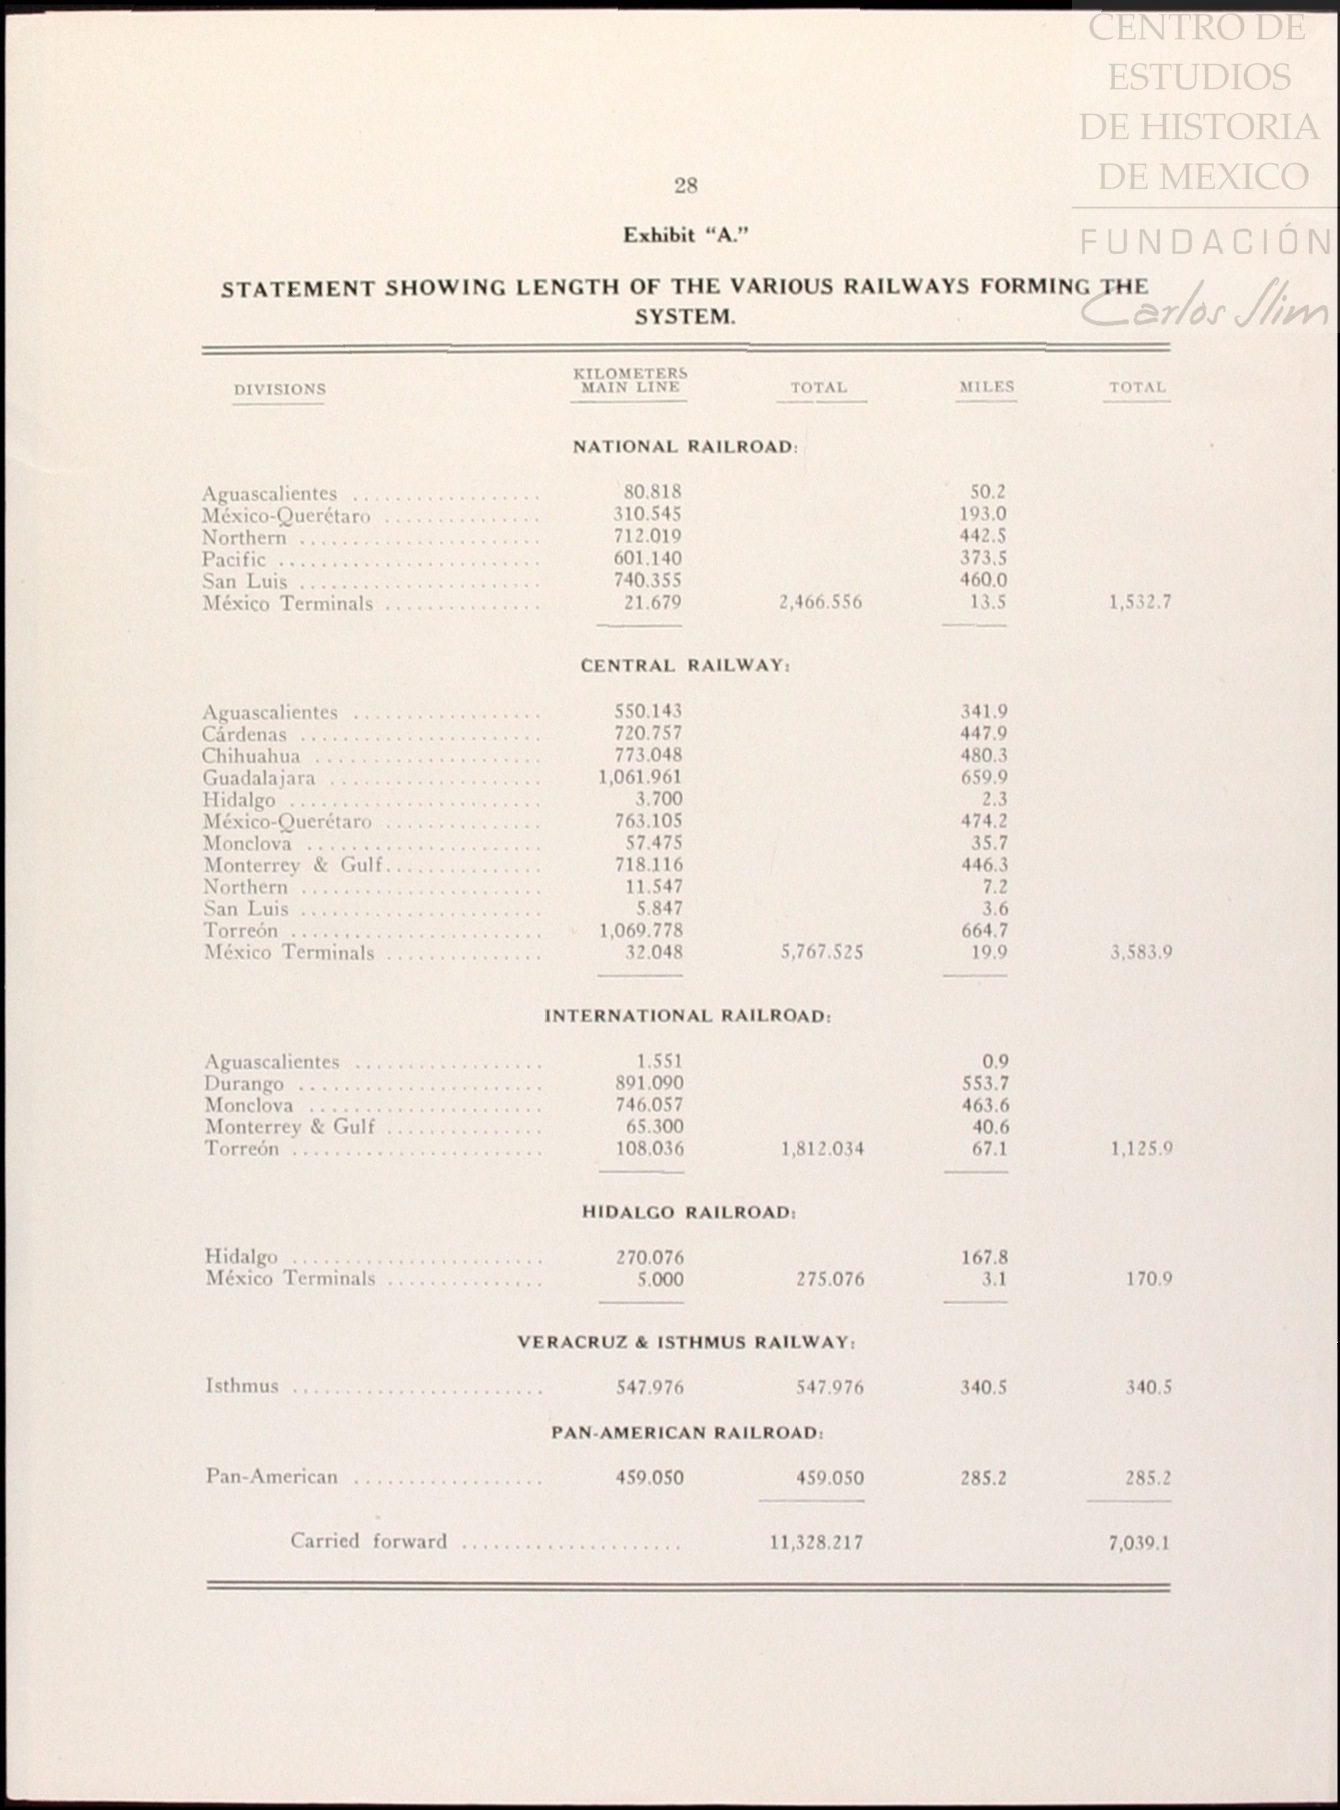 CENTRO DE
ESTUDIOS
DE HISTORIA
DE MEXICO
FUNDACIÓN
Carlos Slim
28
Exhibit “A.”
STATEMENT SHOWING LENGTH OF THE VARIOUS RAILWAYS FORMING THE
SYSTEM.
DIVISIONS KILOMETERS MAIN LINE TOTAL MILES TOTAL
NATIONAL RAILROAD:
Aguascalientes .................. 80.818 50.2
México-Querétaro ............... 310.545 193.0
Northern ....................... 712.019 442.5
Pacific ......................... 601.140 373.5
San Luis ....................... 740.355 460.0
México Terminals ............... 21.679 2,466.556 13.5 1,532.7
CENTRAL RAILWAY:
Aguascalientes .................. 550.143 341.9
Cárdenas ....................... 720.757 447.9
Chihuahua ...................... 773.048 480.3
Guadalajara .................... 1,061.961 659.9
Hidalgo ........................ 3.700 2.3
México-Querétaro ............... 763.105 474.2
Monclova ...................... 57.475 35.7
Monterrey & Gulf............... 718.116 446.3
Northern ....................... 11.547 7.2
San Luis ....................... 5.847 3.6
Torreón ........................ 1,069.778 664.7
México Terminals ............... 32.048 5,767.525 19.9 3,583.9
INTERNATIONAL RAILROAD:
Aguascalientes .................. 1.551 0.9
Durango ....................... 891.090 553.7
Monclova ...................... 746.057 463.6
Monterrey & Gulf ............... 65.300 40.6
Torreón ........................ 108.036 1,812.034 67.1 1,125.9
HIDALGO RAILROAD:
Hidalgo ........................ 270.076 167.8
México Terminals ............... 5.000 275.076 3.1 170.9
VERACRUZ & ISTHMUS RAILWAY:
Isthmus ........................ 547.976 547.976 340.5 340.5
PAN-AMERICAN RAILROAD:
Pan-American .................. 459.050 459.050 285.2 285.2
Carried forward ..................... 11,328.217 7,039.1